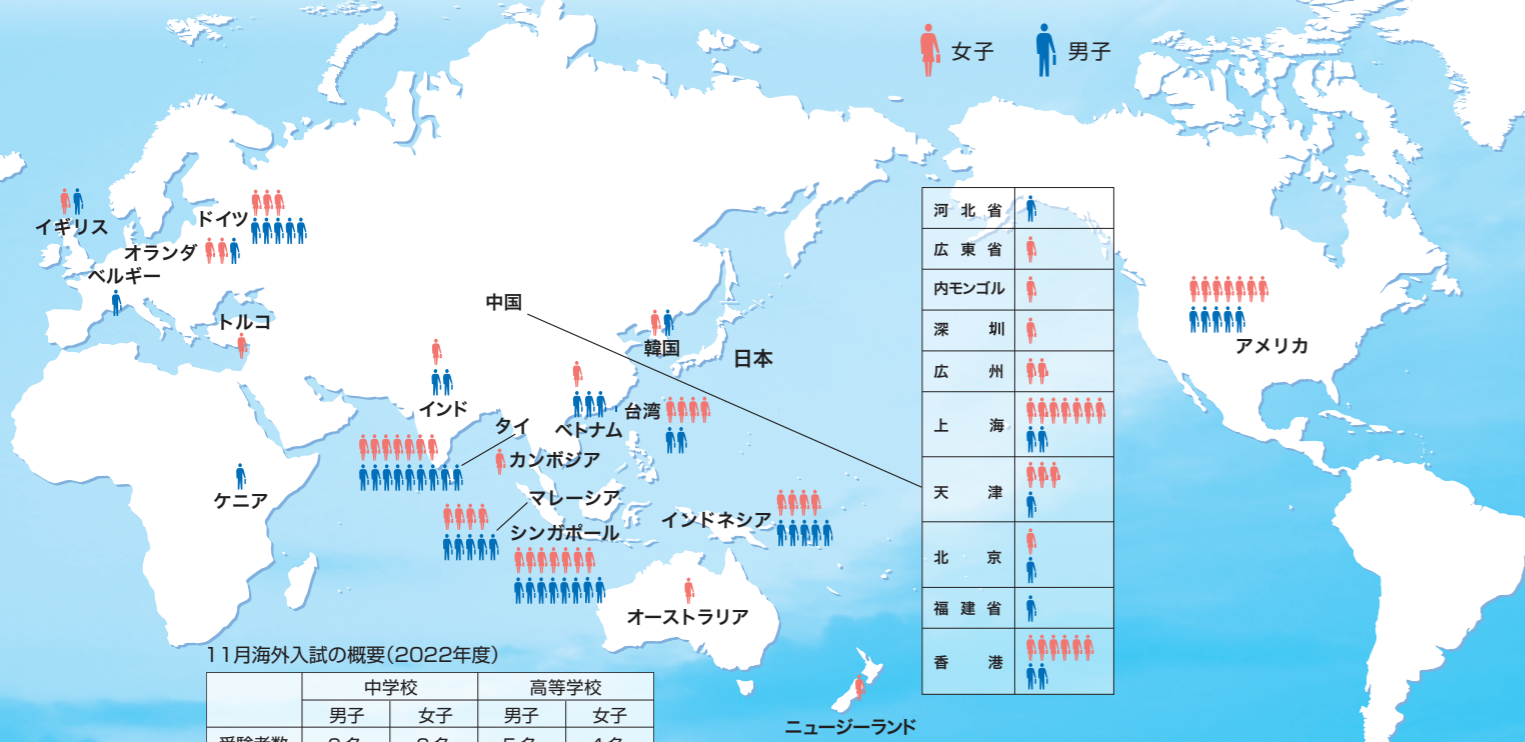 女子 男子
イギリス
ドイツ
オランダ
ベルギー
トルコ
中国
韓国
日本
インド
タイ
ベトナム
台湾
カンボジア
ケニア
マレーシア
シンガポール
インドネシア
オーストラリア
ニュージーランド
アメリカ
河北省
広東省
内モンゴル
深圳
広州
上海
天津
北京
福建省
香港
11月海外入試の概要(2022年度)
中学校 高等学校
男子 女子 男子 女子